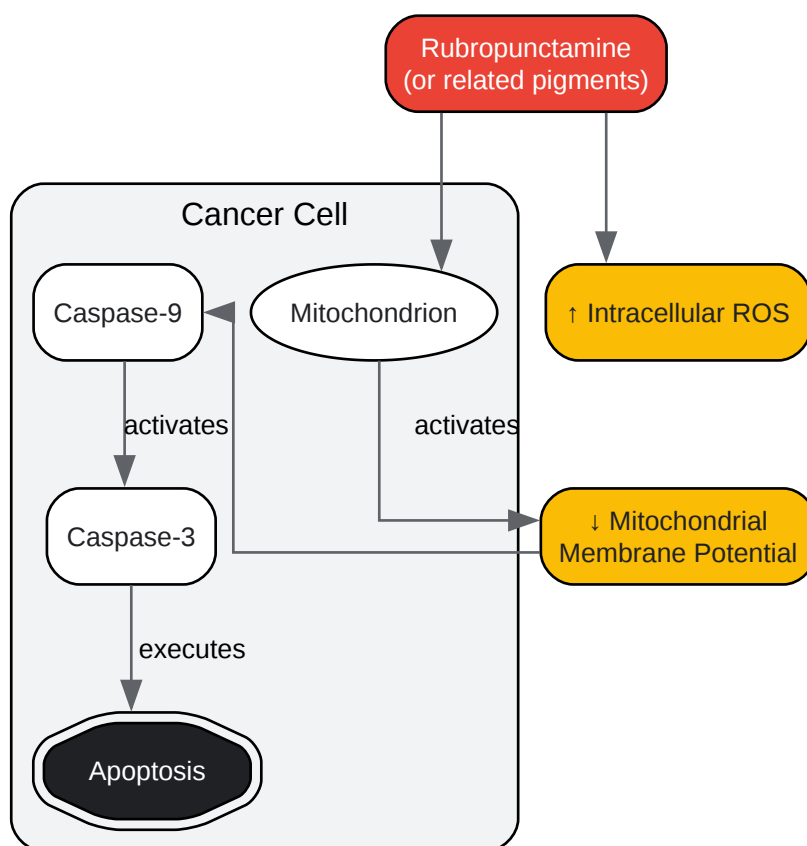 Rubropunctamine
(or related pigments)
Cancer Cell
Caspase-9
Mitochondrion
↑ Intracellular ROS
activates
activates
Caspase-3
↓ Mitochondrial
Membrane Potential
executes
Apoptosis